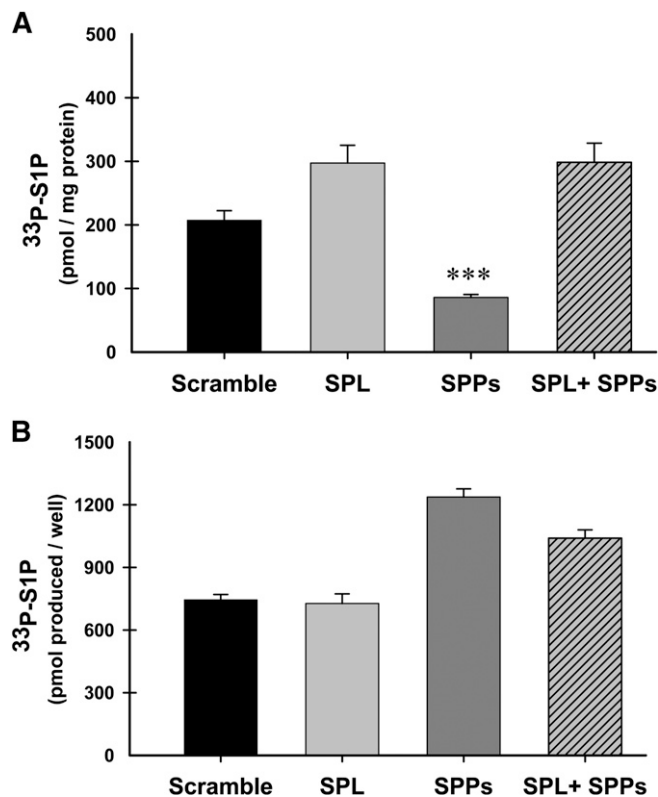 A
500
400
300
200
100
0
33P-S1P
(pmol / mg protein)
***
Scramble SPL SPPs SPL+ SPPs
B
1500
1200
900
600
300
0
33P-S1P
(pmol produced / well)
Scramble SPL SPPs SPL+ SPPs